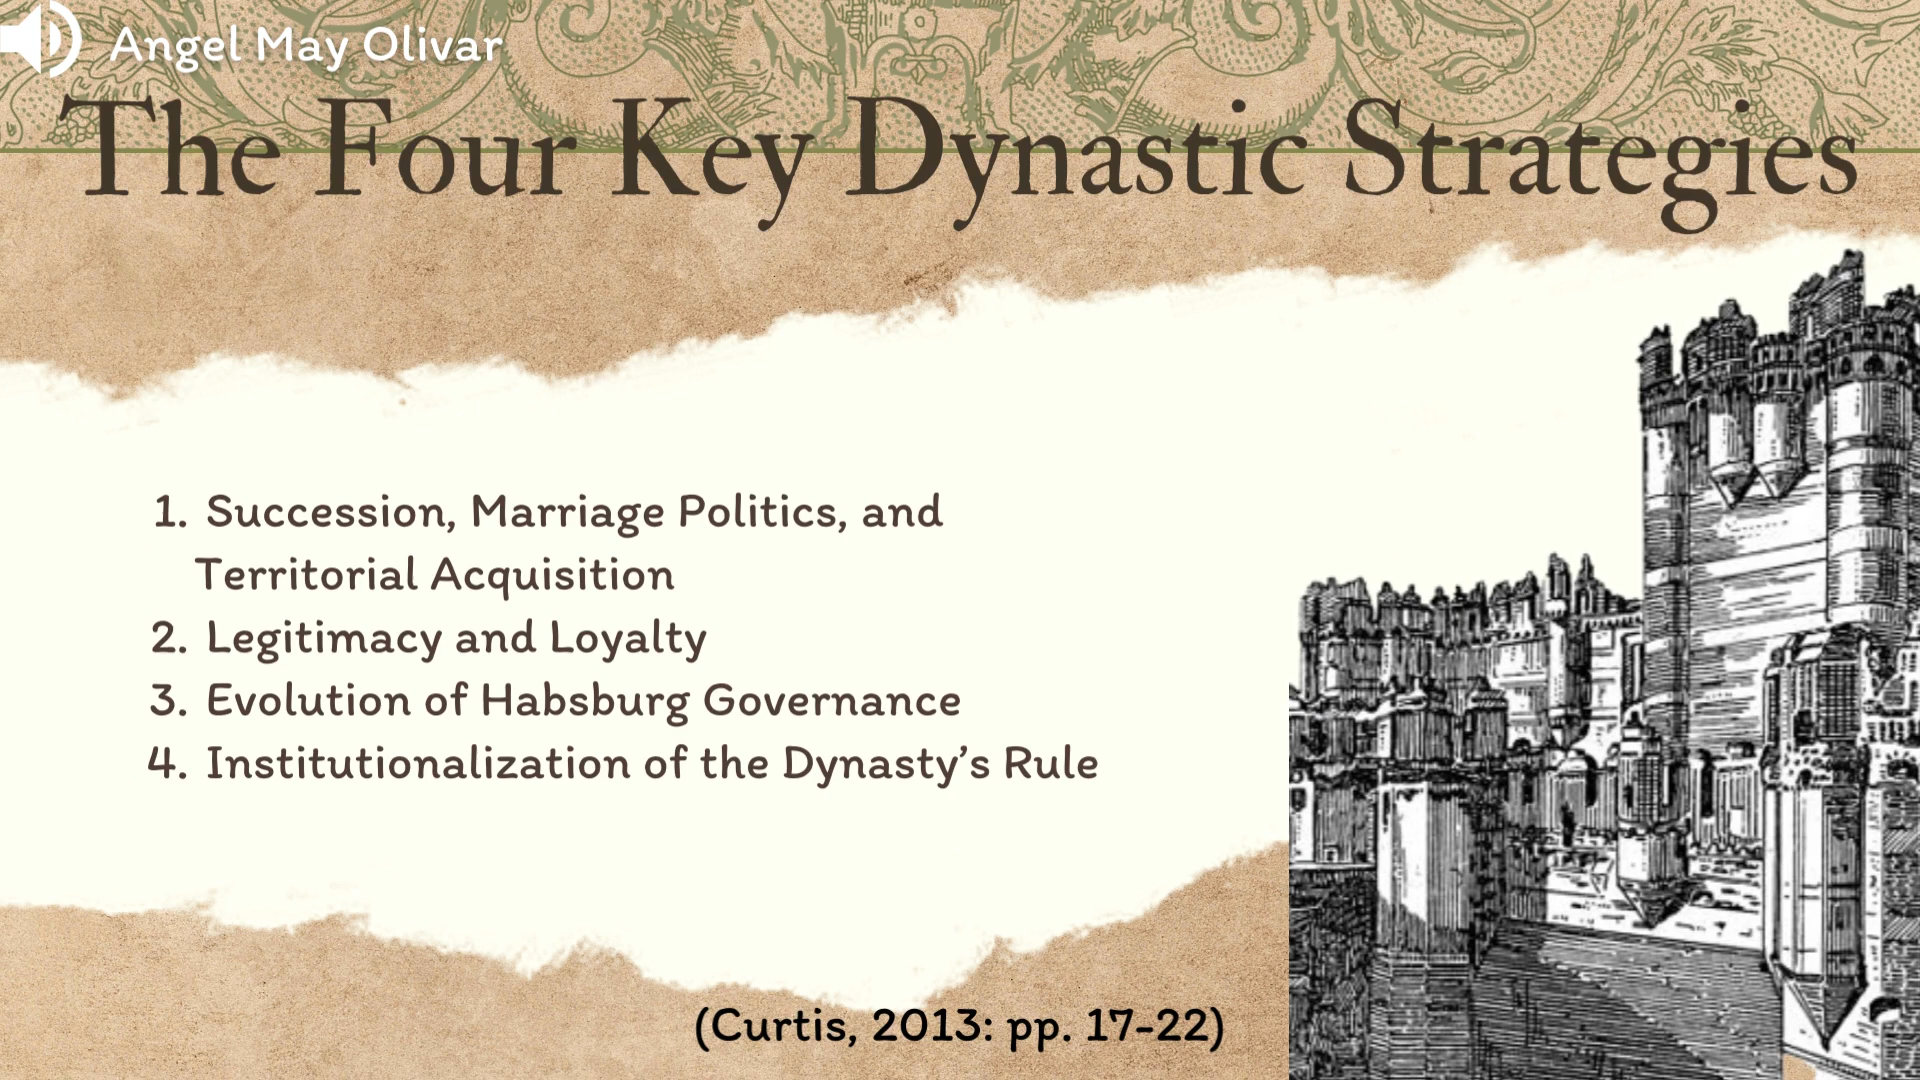 Angel May Olivar
The Four Key Dynastic Strategies
1. Succession, Marriage Politics, and
Territorial Acquisition
2. Legitimacy and Loyalty
3. Evolution of Habsburg Governance
4. Institutionalization of the Dynasty’s Rule
(Curtis, 2013: pp. 17-22)